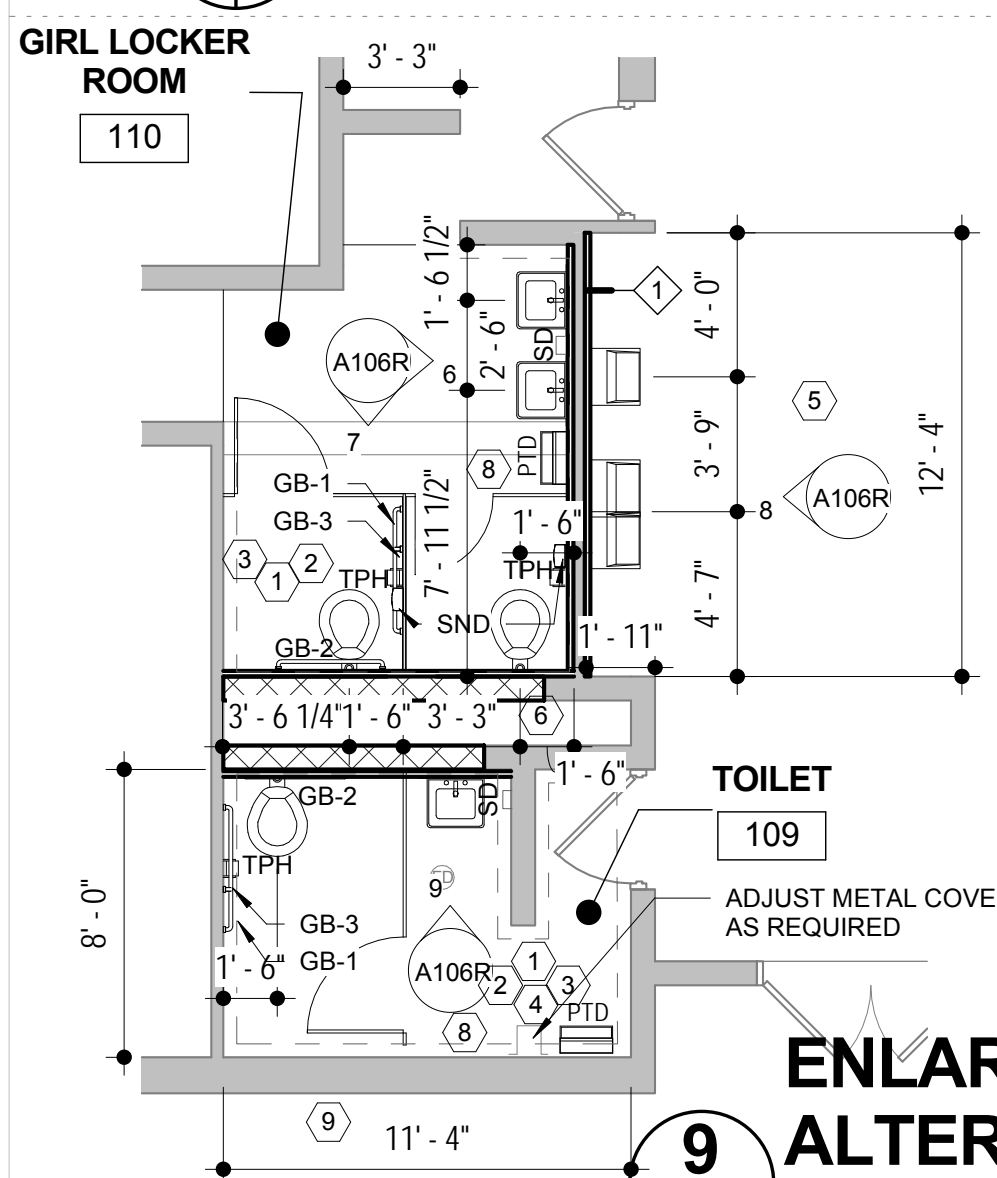 GIRL LOCKER
ROOM
110
3' - 3"
1' - 6 1/2"
2' - 6"
SD
1
4' - 0"
3' - 9"
4' - 7"
12' - 4"
5
A106R
8
A106R
6
7
8
PTD
GB-1
GB-3
7' - 11 1/2"
1' - 6"
3
1
2
TPH
TPH
SND
GB-2
1' - 11"
3' - 6 1/4"
1' - 6"
3' - 3"
6
1' - 6"
GB-2
SD
TOILET
109
TPH
9
8' - 0"
GB-3
GB-1
1' - 6"
ADJUST METAL COVE
AS REQUIRED
A106R
1
2
3
4
8
PTD
9
11' - 4"
9
ENLAR
ALTER